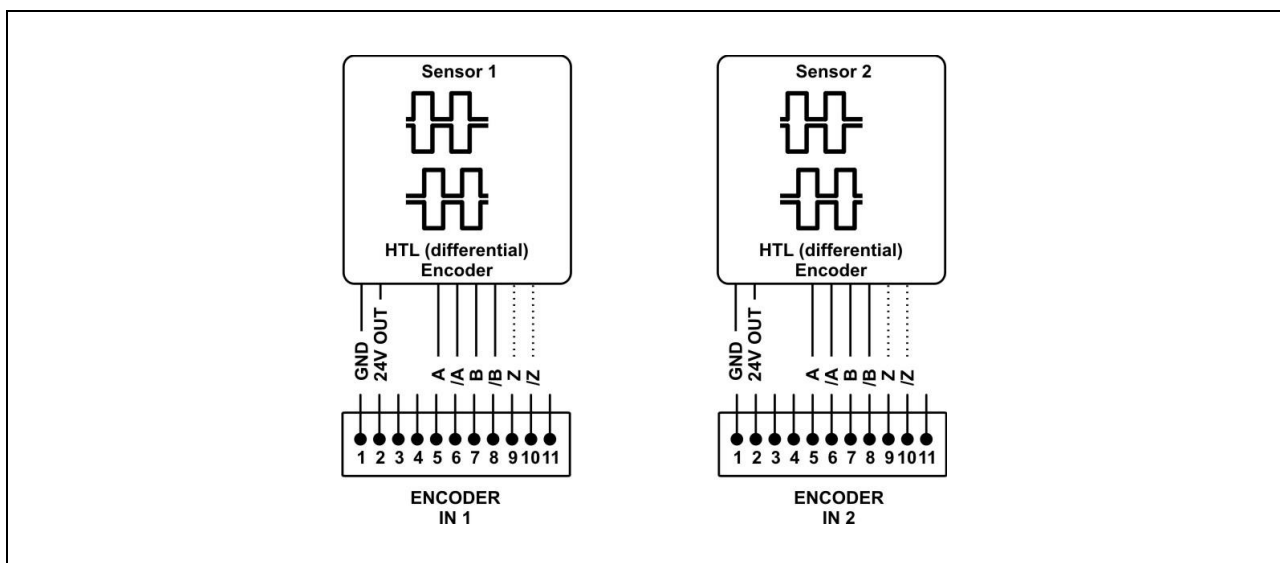 Sensor 1
HTL (differential)
Encoder
GND
24V OUT
A
/A
B
/B
Z
/Z
1 2 3 4 5 6 7 8 9 10 11
ENCODER
IN 1
Sensor 2
HTL (differential)
Encoder
GND
24V OUT
A
/A
B
/B
Z
/Z
1 2 3 4 5 6 7 8 9 10 11
ENCODER
IN 2